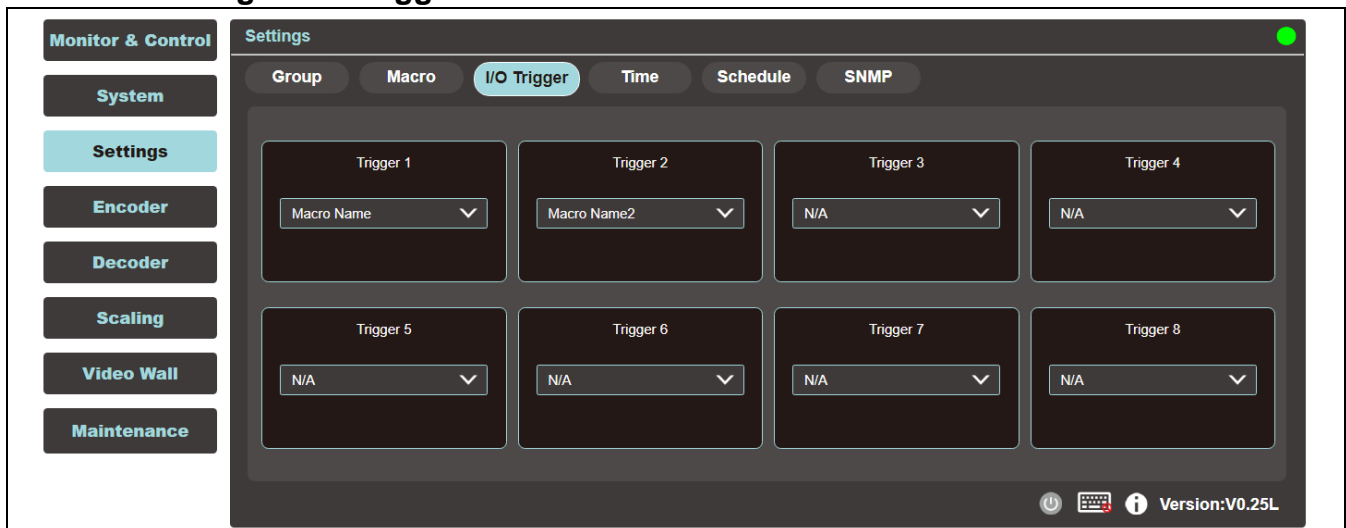 Monitor & Control
System
Settings
Encoder
Decoder
Scaling
Video Wall
Maintenance
Settings
Group Macro I/O Trigger Time Schedule SNMP
Trigger 1 Trigger 2 Trigger 3 Trigger 4
Macro Name Macro Name2 N/A N/A
Trigger 5 Trigger 6 Trigger 7 Trigger 8
N/A N/A N/A N/A
Version:V0.25L